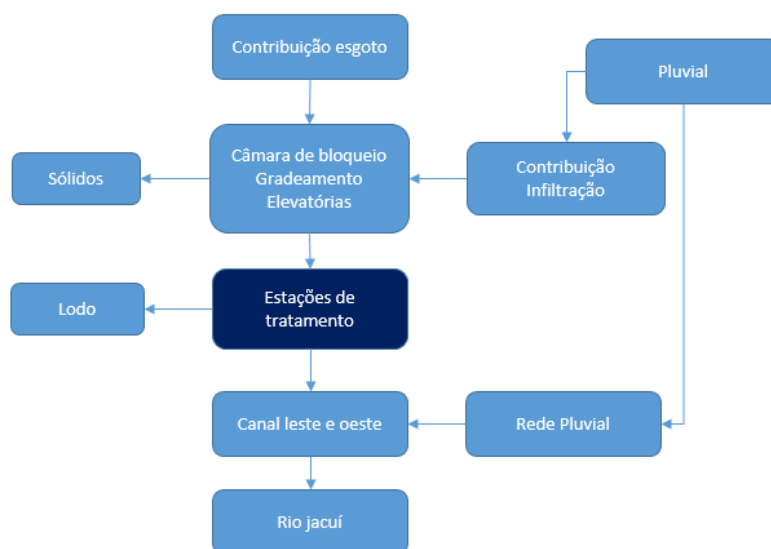 Contribuição esgoto
Pluvial
Sólidos
Câmara de bloqueio
Gradeamento
Elevatórias
Contribuição
Infiltração
Lodo
Estações de
tratamento
Canal leste e oeste
Rede Pluvial
Rio jacuí